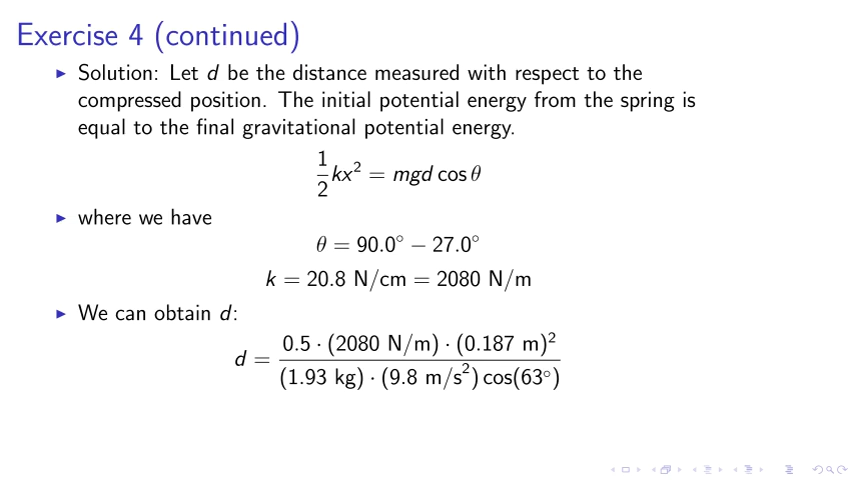 Exercise 4 (continued)
▶ Solution: Let d be the distance measured with respect to the
compressed position. The initial potential energy from the spring is
equal to the final gravitational potential energy.
1/2 kx² = mgd cos θ
▶ where we have
θ = 90.0° − 27.0°
k = 20.8 N/cm = 2080 N/m
▶ We can obtain d:
d = 0.5 · (2080 N/m) · (0.187 m)² / (1.93 kg) · (9.8 m/s²) cos(63°)